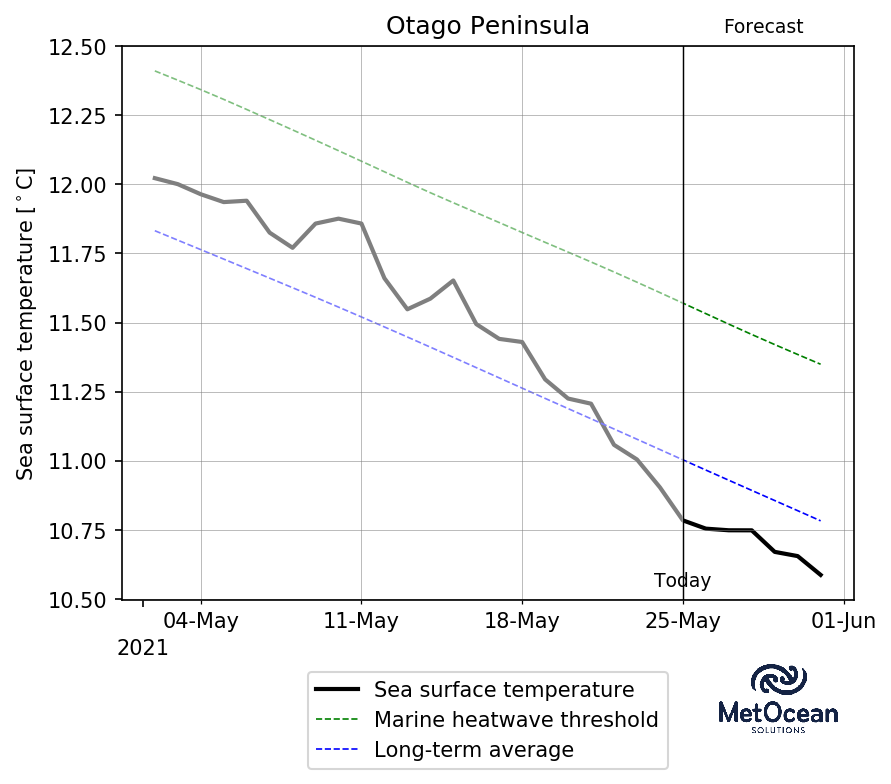 Otago Peninsula
Forecast
12.50
12.25
12.00
11.75
11.50
11.25
11.00
10.75
10.50
Sea surface temperature [°C]
Today
04-May
11-May
18-May
25-May
01-Jun
2021
Sea surface temperature
Marine heatwave threshold
Long-term average
MetOcean
SOLUTIONS